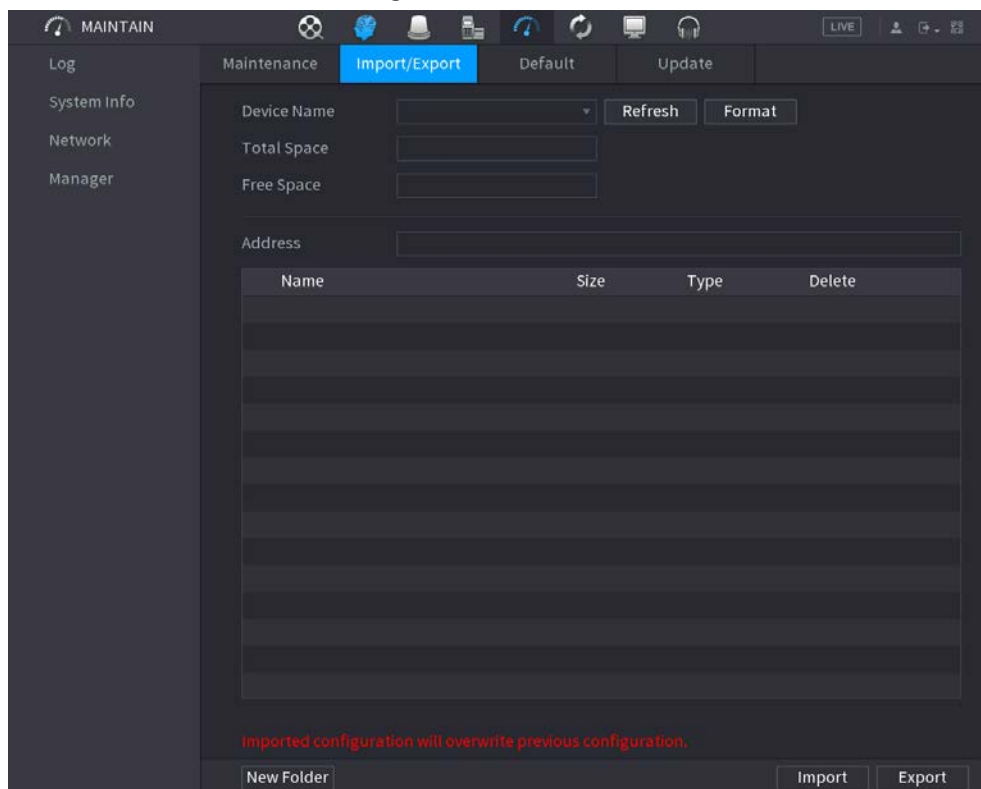 MAINTAIN LIVE
Log Maintenance Import/Export Default Update
System Info Device Name Refresh Format
Network Total Space
Manager Free Space
Address
Name Size Type Delete
Imported configuration will overwrite previous configuration.
New Folder Import Export